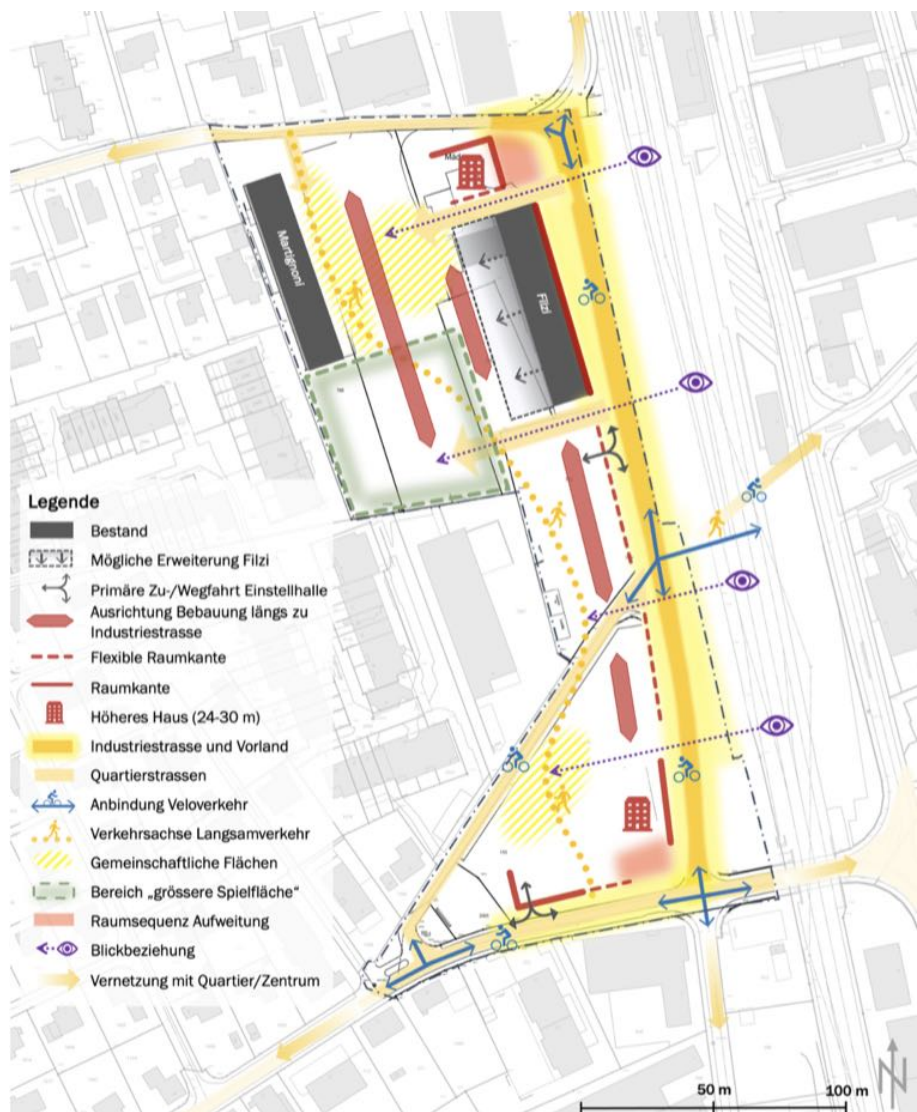 Martignoni
Filzi
Legende
Bestand
Mögliche Erweiterung Filzi
Primäre Zu-/Wegfahrt Einstellhalle
Ausrichtung Bebauung längs zu
Industriestrasse
Flexible Raumkante
Raumkante
Höheres Haus (24-30 m)
Industriestrasse und Vorland
Quartierstrassen
Anbindung Veloverkehr
Verkehrsachse Langsamverkehr
Gemeinschaftliche Flächen
Bereich „grössere Spielfläche“
Raumsequenz Aufweitung
Blickbeziehung
Vernetzung mit Quartier/Zentrum
N
50 m
100 m